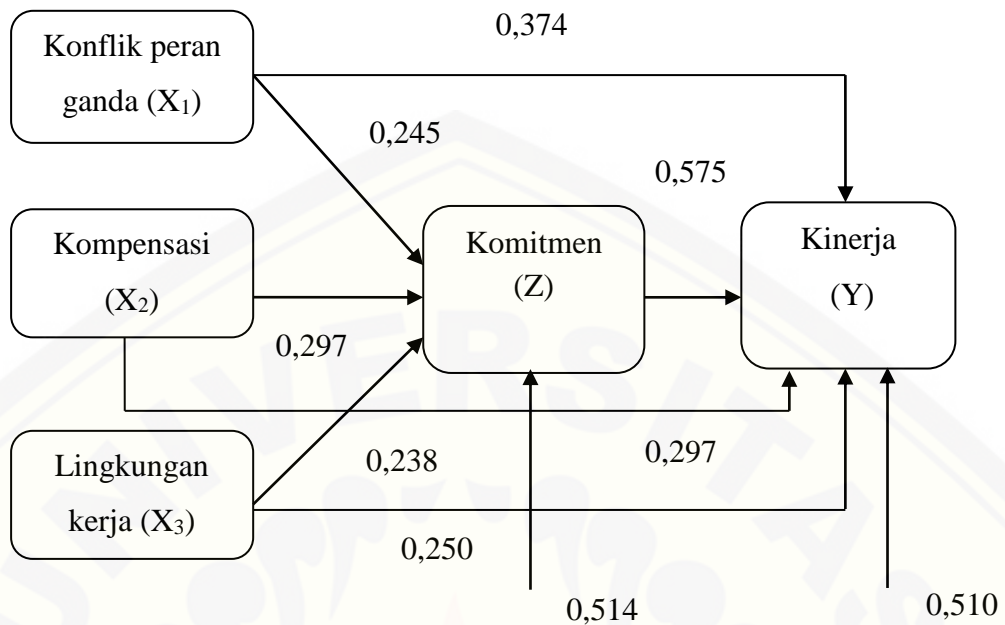 0,374
Konflik peran
ganda (X₁)
0,245
0,575
Kompensasi
(X₂)
Komitmen
(Z)
Kinerja
(Y)
0,297
Lingkungan
kerja (X₃)
0,238
0,297
0,250
0,514
0,510
UNIVERSITAS